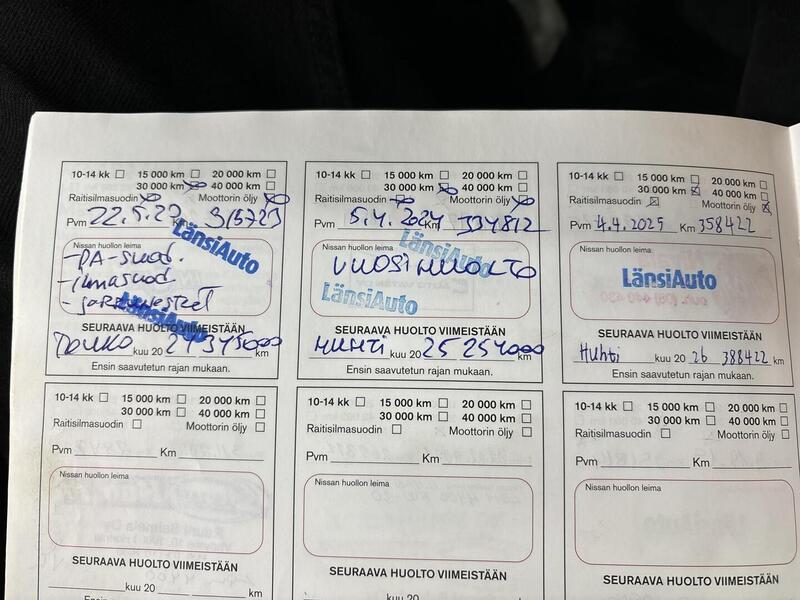 10-14 kk 15 000 km 20 000 km
30 000 km 40 000 km
Raitisilmasuodin Moottorin öljy
Pvm 22.5.23 Km 315723
Nissan huollon leima
LänsiAuto
-PA-suod.
-ilmasuod.
LänsiAuto
SEURAAVA HUOLTO VIIMEISTÄÄN
Touko kuu 20 24 345000 km
Ensin saavutetun rajan mukaan.
10-14 kk 15 000 km 20 000 km
30 000 km 40 000 km
Raitisilmasuodin Moottorin öljy
Pvm 5.4.2024 Km 334812
Nissan huollon leima
LänsiAuto
VUOSIHUOLTO
LänsiAuto
SEURAAVA HUOLTO VIIMEISTÄÄN
HUHTI kuu 20 25 354000 km
Ensin saavutetun rajan mukaan.
10-14 kk 15 000 km 20 000 km
30 000 km 40 000 km
Raitisilmasuodin Moottorin öljy
Pvm 4.4.2025 Km 358422
Nissan huollon leima
LänsiAuto
SEURAAVA HUOLTO VIIMEISTÄÄN
Huhti kuu 20 26 388422 km
Ensin saavutetun rajan mukaan.
10-14 kk 15 000 km 20 000 km
30 000 km 40 000 km
Raitisilmasuodin Moottorin öljy
Pvm Km
Nissan huollon leima
SEURAAVA HUOLTO VIIMEISTÄÄN
kuu 20 km
10-14 kk 15 000 km 20 000 km
30 000 km 40 000 km
Raitisilmasuodin Moottorin öljy
Pvm Km
Nissan huollon leima
SEURAAVA HUOLTO VIIMEISTÄÄN
kuu 20 km
10-14 kk 15 000 km 20 000 km
30 000 km 40 000 km
Raitisilmasuodin Moottorin öljy
Pvm Km
Nissan huollon leima
SEURAAVA HUOLTO VIIMEISTÄÄN